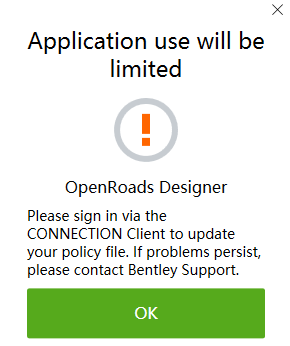 Application use will be
limited
OpenRoads Designer
Please sign in via the
CONNECTION Client to update
your policy file. If problems persist,
please contact Bentley Support.
OK